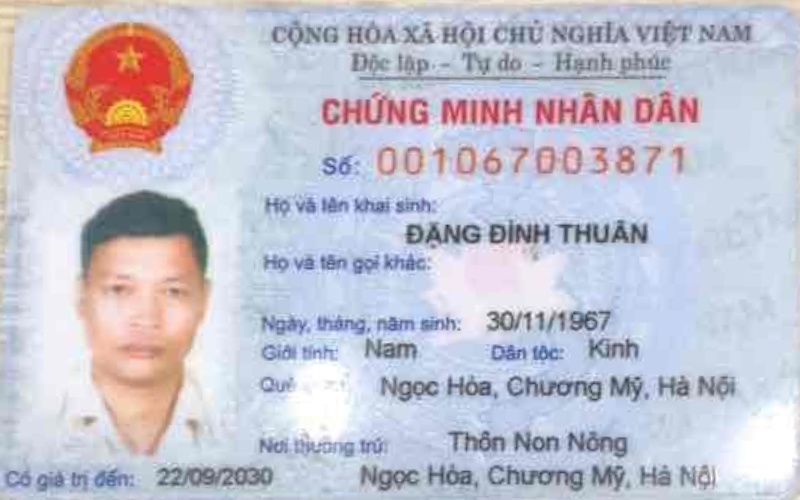 CỘNG HÒA XÃ HỘI CHỦ NGHĨA VIỆT NAM
Độc lập - Tự do - Hạnh phúc
CHỨNG MINH NHÂN DÂN
Số: 001067003871
Họ và tên khai sinh:
ĐẶNG ĐÌNH THUÂN
Họ và tên gọi khác:
Ngày, tháng, năm sinh: 30/11/1967
Giới tính: Nam Dân tộc: Kinh
Quê Ngọc Hòa, Chương Mỹ, Hà Nội
Nơi thường trú: Thôn Non Nông
Có giá trị đến: 22/09/2030 Ngọc Hòa, Chương Mỹ, Hà Nội